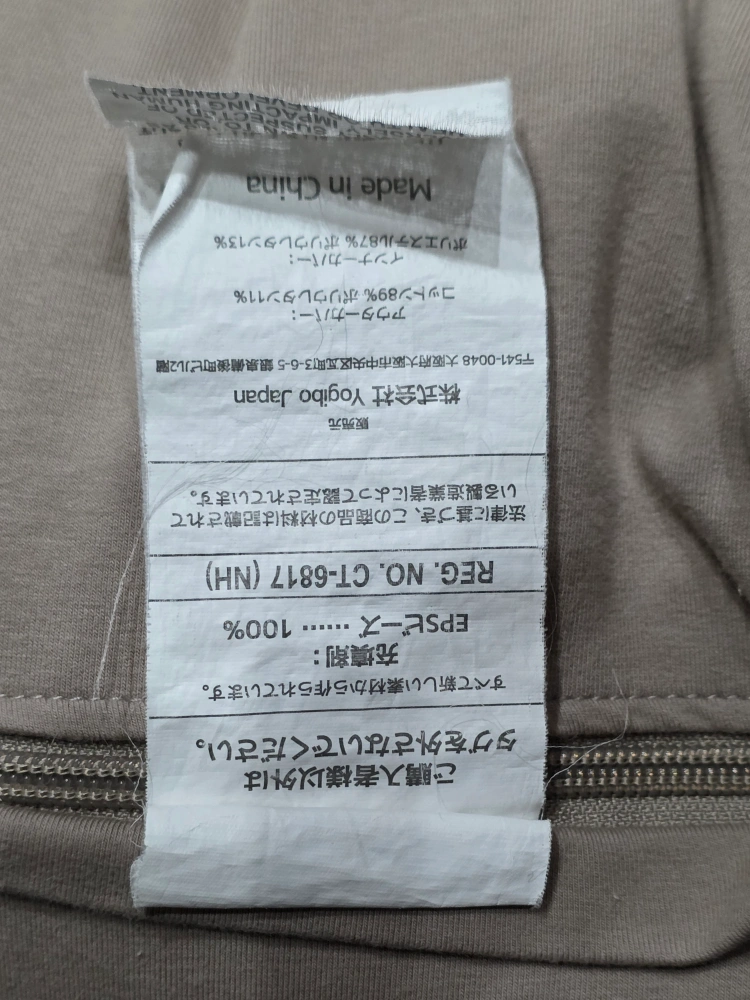 ご購入者様以外は
タグを外さないでください。
すべて新しい素材から作られています。
充填剤：
EPSビーズ …… 100%
REG. NO. CT-6817 (NH)
法律に基づき、この商品の材料は記載されて
いる製造業者によって認定されています。
販売元
株式会社 Yogibo Japan
〒541-0048 大阪府大阪市中央区瓦町3-5-6 銀泉備後町ビル2階
アウターカバー：
コットン89% ポリウレタン11%
インナーカバー：
ポリエステル87% ポリウレタン13%
Made in China